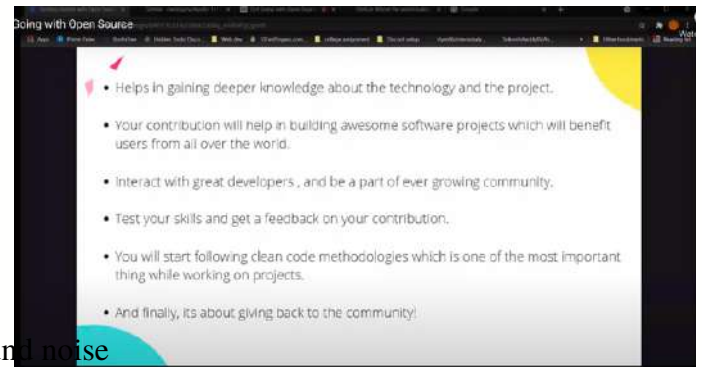 Going with Open Source
Wat
Apps
• Helps in gaining deeper knowledge about the technology and the project.
• Your contribution will help in building awesome software projects which will benefit
users from all over the world.
• Interact with great developers , and be a part of ever growing community.
• Test your skills and get a feedback on your contribution.
• You will start following clean code methodologies which is one of the most important
thing while working on projects.
• And finally, its about giving back to the community!
nd noise